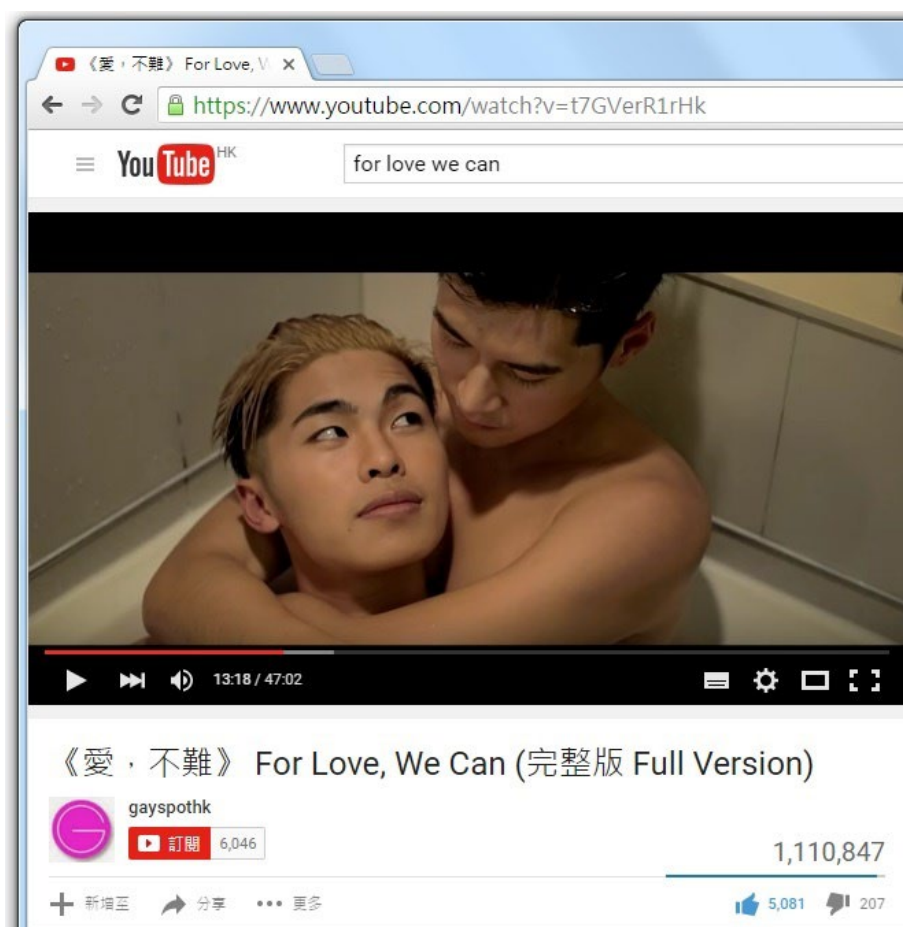 《愛，不難》 For Love, W
https://www.youtube.com/watch?v=t7GVerR1rHk
YouTube HK
for love we can
13:18 / 47:02
《愛，不難》 For Love, We Can (完整版 Full Version)
gayspothk
訂閱 6,046
1,110,847
新增至 分享 更多 5,081 207